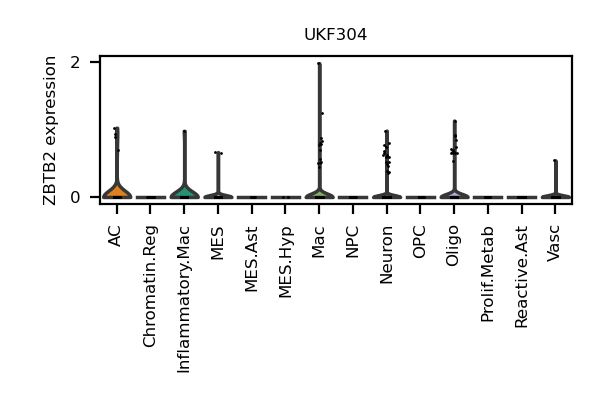 UKF304
ZBTB2 expression
2
0
AC
Chromatin.Reg
Inflammatory.Mac
MES
MES.Ast
MES.Hyp
Mac
NPC
Neuron
OPC
Oligo
Prolif.Metab
Reactive.Ast
Vasc